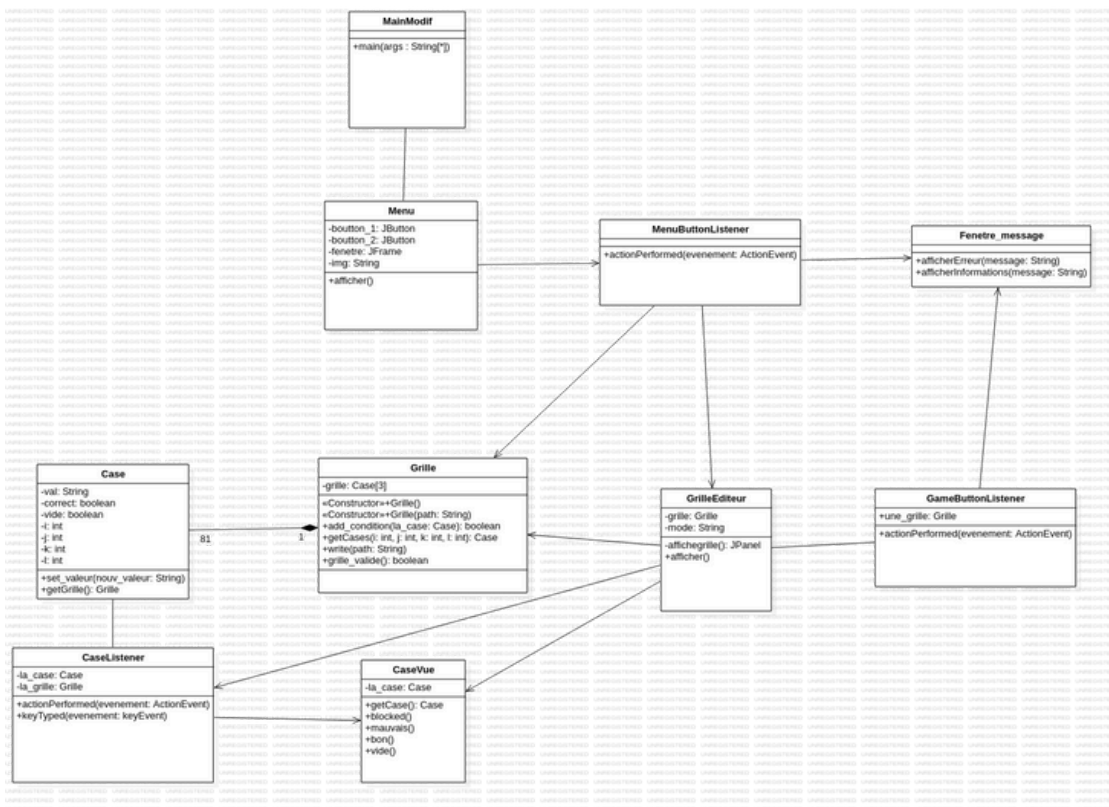 MainModif
+main(args : String[*])
Menu
-boutton_1: JButton
-boutton_2: JButton
-fenetre: JFrame
-img: String
+afficher()
MenuButtonListener
+actionPerformed(evenement: ActionEvent)
Fenetre_message
+afficherErreur(message: String)
+afficherInformations(message: String)
Case
-val: String
-correct: boolean
-vide: boolean
-i: int
-j: int
-k: int
-l: int
+set_valeur(nouv_valeur: String)
+getGrille(): Grille
81
1
Grille
-grille: Case[3]
«Constructor»+Grille()
«Constructor»+Grille(path: String)
+add_condition(la_case: Case): boolean
+getCases(i: int, j: int, k: int, l: int): Case
+write(path: String)
+grille_valide(): boolean
GrilleEditeur
-grille: Grille
-mode: String
-affichegrille(): JPanel
+afficher()
GameButtonListener
+une_grille: Grille
+actionPerformed(evenement: ActionEvent)
CaseListener
-la_case: Case
-la_grille: Grille
+actionPerformed(evenement: ActionEvent)
+keyTyped(evenement: keyEvent)
CaseVue
-la_case: Case
+getCase(): Case
+blocked()
+mauvais()
+bon()
+vide()